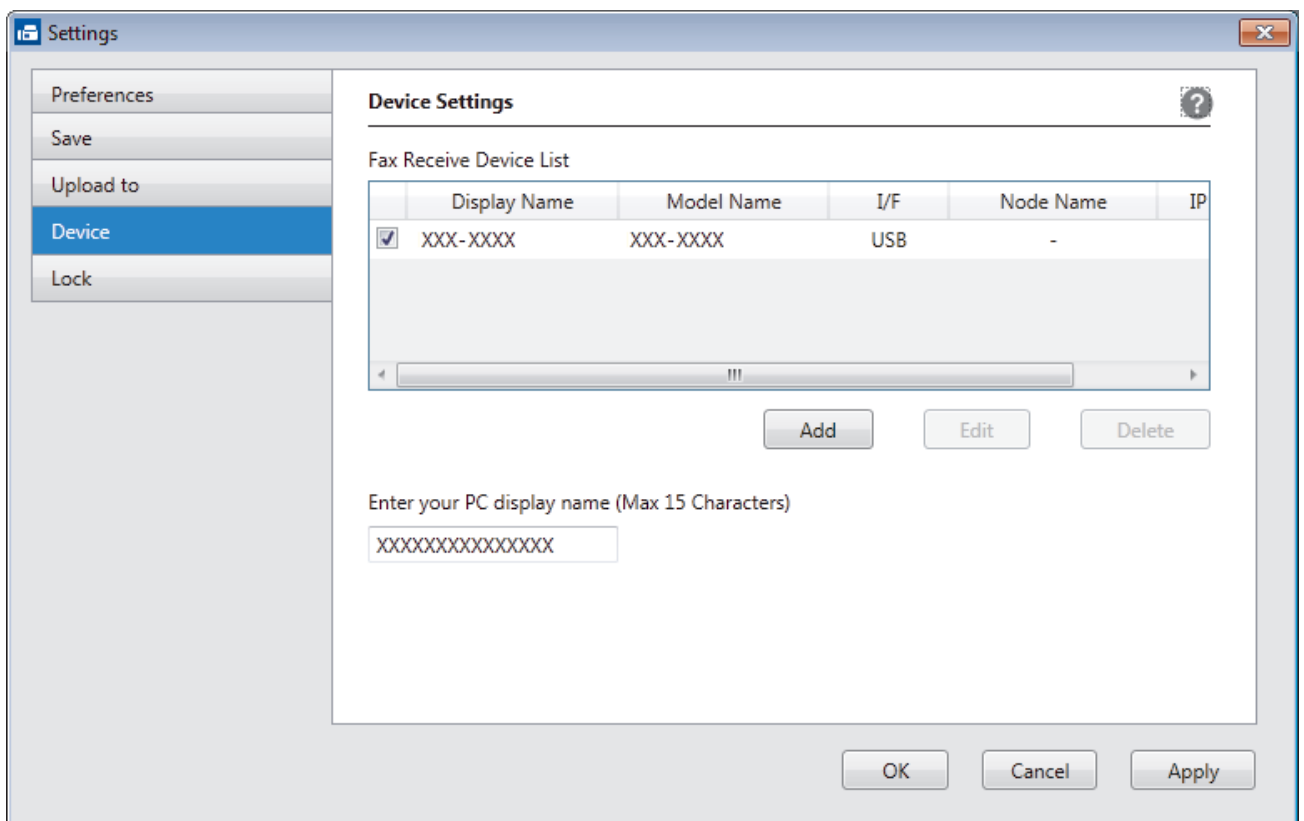 Settings
Preferences
Save
Upload to
Device
Lock
Device Settings
?
Fax Receive Device List
Display Name Model Name I/F Node Name IP
XXX-XXXX XXX-XXXX USB -
Add Edit Delete
Enter your PC display name (Max 15 Characters)
XXXXXXXXXXXXXXX
OK Cancel Apply